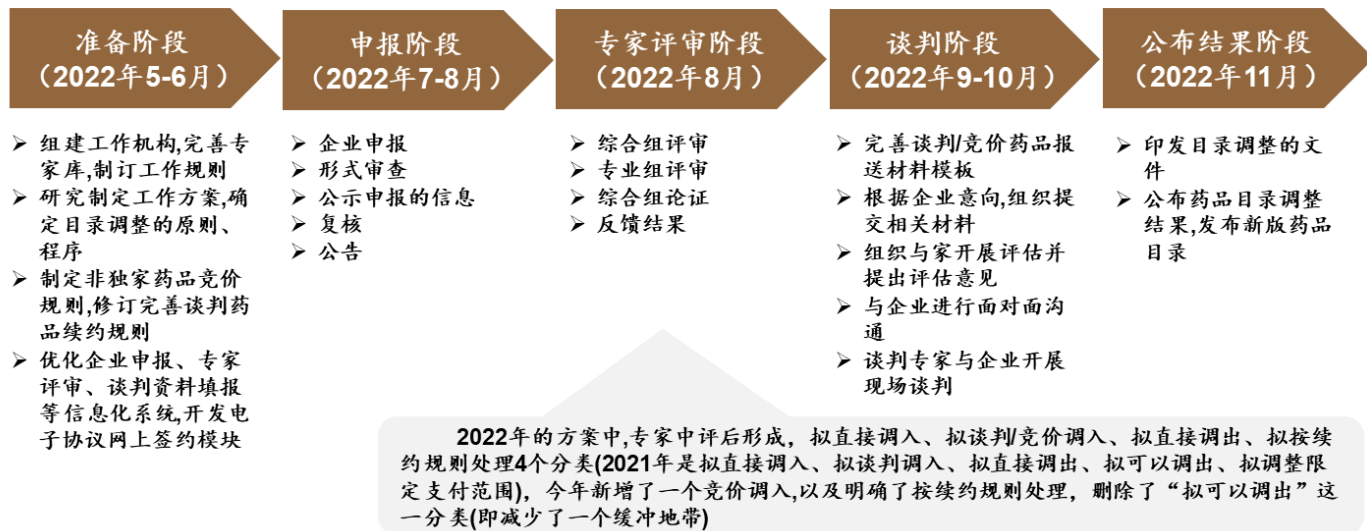 准备阶段
（2022年5-6月）
申报阶段
（2022年7-8月）
专家评审阶段
（2022年8月）
谈判阶段
（2022年9-10月）
公布结果阶段
（2022年11月）
➢ 组建工作机构,完善专
家库,制订工作规则
➢ 研究制定工作方案,确
定目录调整的原则、
程序
➢ 制定非独家药品竞价
规则,修订完善谈判药
品续约规则
➢ 优化企业申报、专家
评审、谈判资料填报
等信息化系统,开发电
子协议网上签约模块
➢ 企业申报
➢ 形式审查
➢ 公示申报的信息
➢ 复核
➢ 公告
➢ 综合组评审
➢ 专业组评审
➢ 综合组论证
➢ 反馈结果
➢ 完善谈判/竞价药品报
送材料模板
➢ 根据企业意向,组织提
交相关材料
➢ 组织与家开展评估并
提出评估意见
➢ 与企业进行面对面沟
通
➢ 谈判专家与企业开展
现场谈判
➢ 印发目录调整的文
件
➢ 公布药品目录调整
结果,发布新版药品
目录
2022年的方案中,专家中评后形成，拟直接调入、拟谈判/竞价调入、拟直接调出、拟按续
约规则处理4个分类(2021年是拟直接调入、拟谈判调入、拟直接调出、拟可以调出、拟调整限
定支付范围)，今年新增了一个竞价调入,以及明确了按续约规则处理，删除了“拟可以调出”这
一分类(即减少了一个缓冲地带)